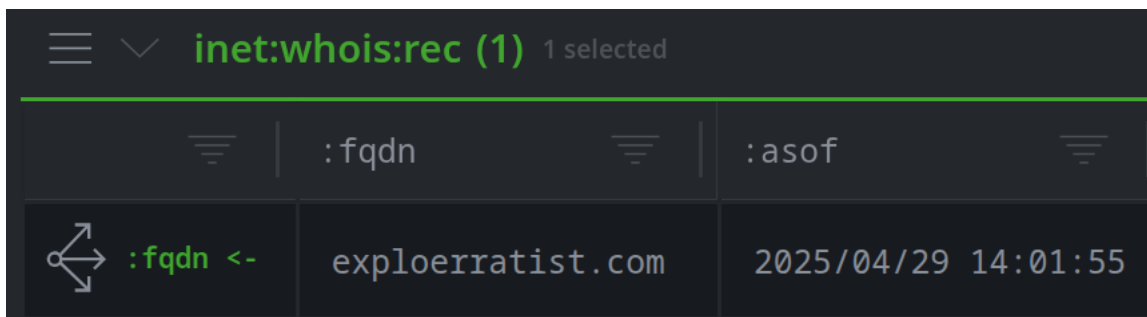 inet:whois:rec (1) 1 selected
:fqdn :asof
:fqdn <- exploerratist.com 2025/04/29 14:01:55